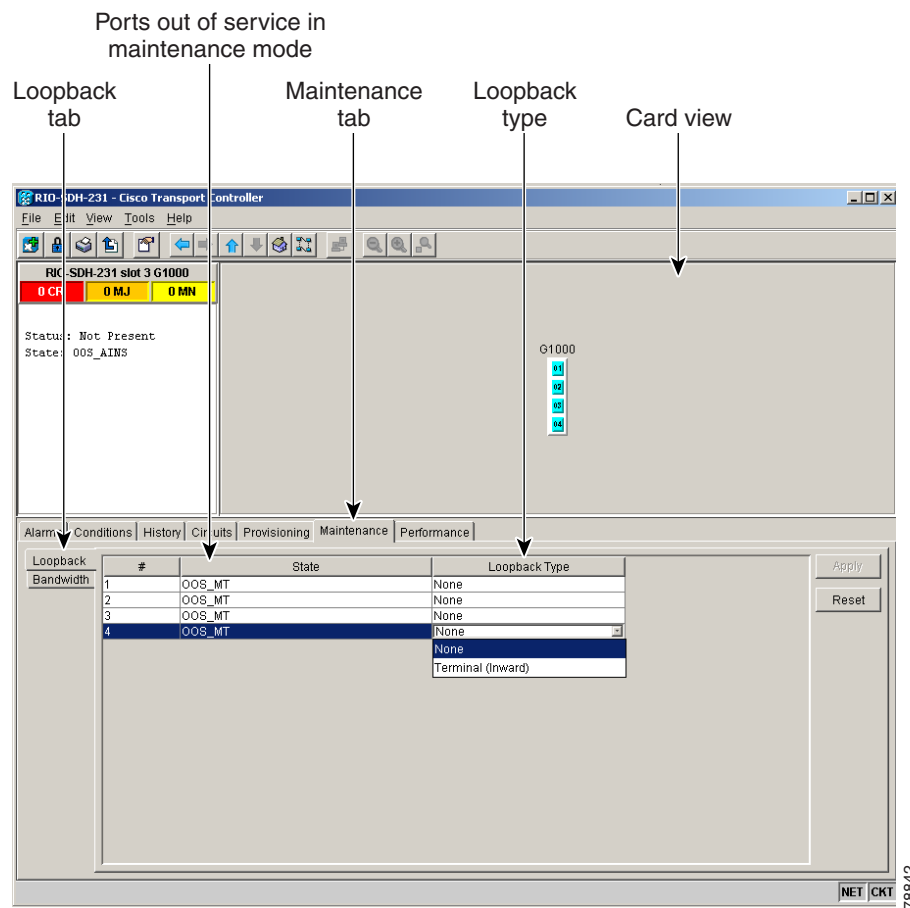 Ports out of service in
maintenance mode
Loopback
tab
Maintenance
tab
Loopback
type
Card view
RIO-SDH-231 - Cisco Transport Controller
File Edit View Tools Help
RIO-SDH-231 slot 3 G1000
0 CR 0 MJ 0 MN
Status: Not Present
State: OOS_AINS
G1000
01
02
03
04
Alarms Conditions History Circuits Provisioning Maintenance Performance
Loopback
Bandwidth
# State Loopback Type
1 OOS_MT None
2 OOS_MT None
3 OOS_MT None
4 OOS_MT None
None
Terminal (Inward)
Apply
Reset
NET CKT
78842